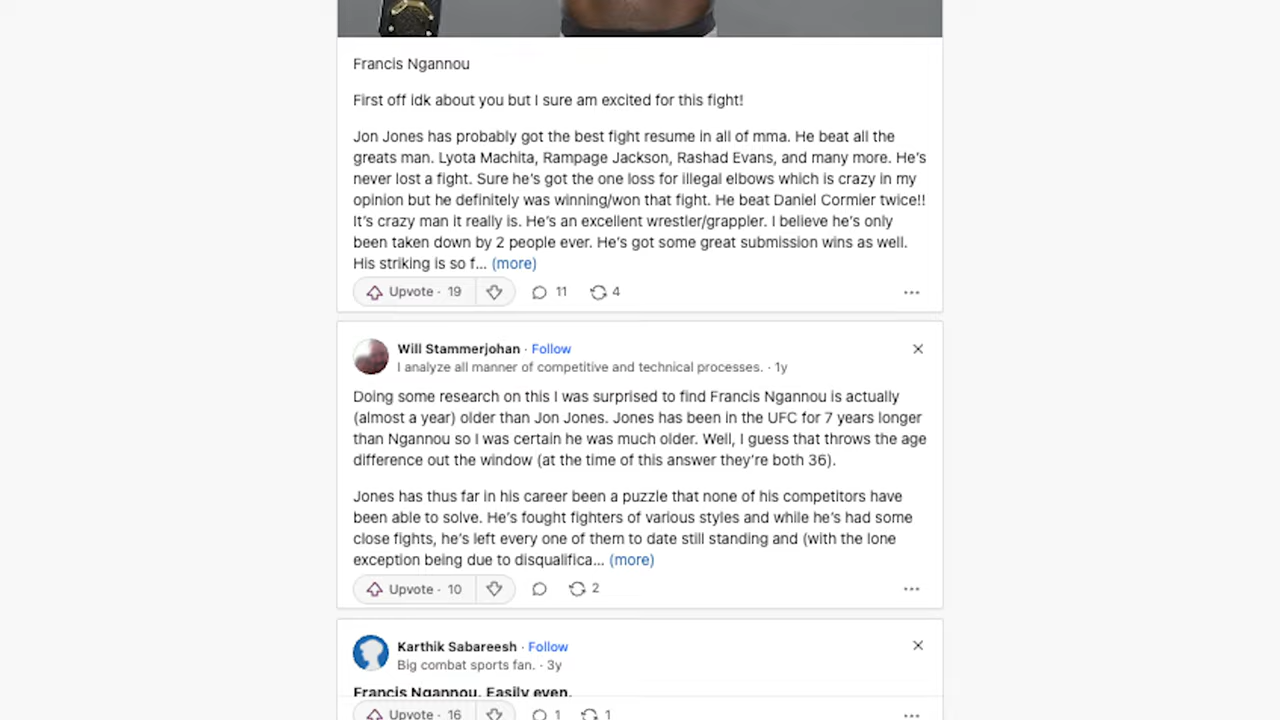 Francis Ngannou
First off idk about you but I sure am excited for this fight!
Jon Jones has probably got the best fight resume in all of mma. He beat all the
greats man. Lyota Machita, Rampage Jackson, Rashad Evans, and many more. He's
never lost a fight. Sure he's got the one loss for illegal elbows which is crazy in my
opinion but he definitely was winning/won that fight. He beat Daniel Cormier twice!!
It's crazy man it really is. He's an excellent wrestler/grappler. I believe he's only
been taken down by 2 people ever. He's got some great submission wins as well.
His striking is so f... (more)
Upvote · 19 11 4
Will Stammerjohan · Follow
I analyze all manner of competitive and technical processes. · 1y
Doing some research on this I was surprised to find Francis Ngannou is actually
(almost a year) older than Jon Jones. Jones has been in the UFC for 7 years longer
than Ngannou so I was certain he was much older. Well, I guess that throws the age
difference out the window (at the time of this answer they're both 36).
Jones has thus far in his career been a puzzle that none of his competitors have
been able to solve. He's fought fighters of various styles and while he's had some
close fights, he's left every one of them to date still standing and (with the lone
exception being due to disqualifica... (more)
Upvote · 10 2
Karthik Sabareesh · Follow
Big combat sports fan. · 3y
Francis Ngannou. Easily even.
Upvote · 16 1 1